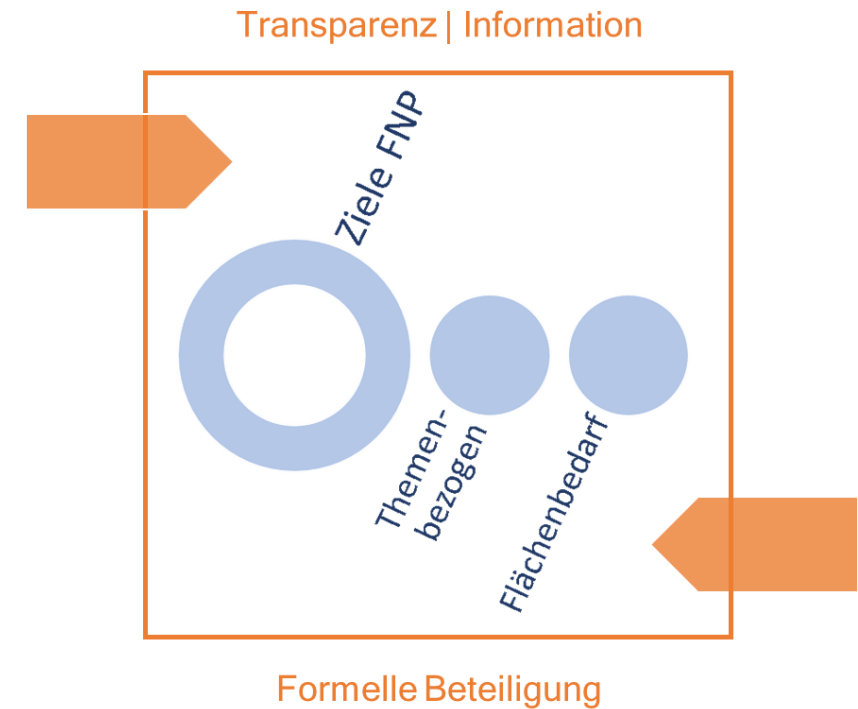 Transparenz | Information
Ziele FNP
Themen-
bezogen
Flächenbedarf
Formelle Beteiligung